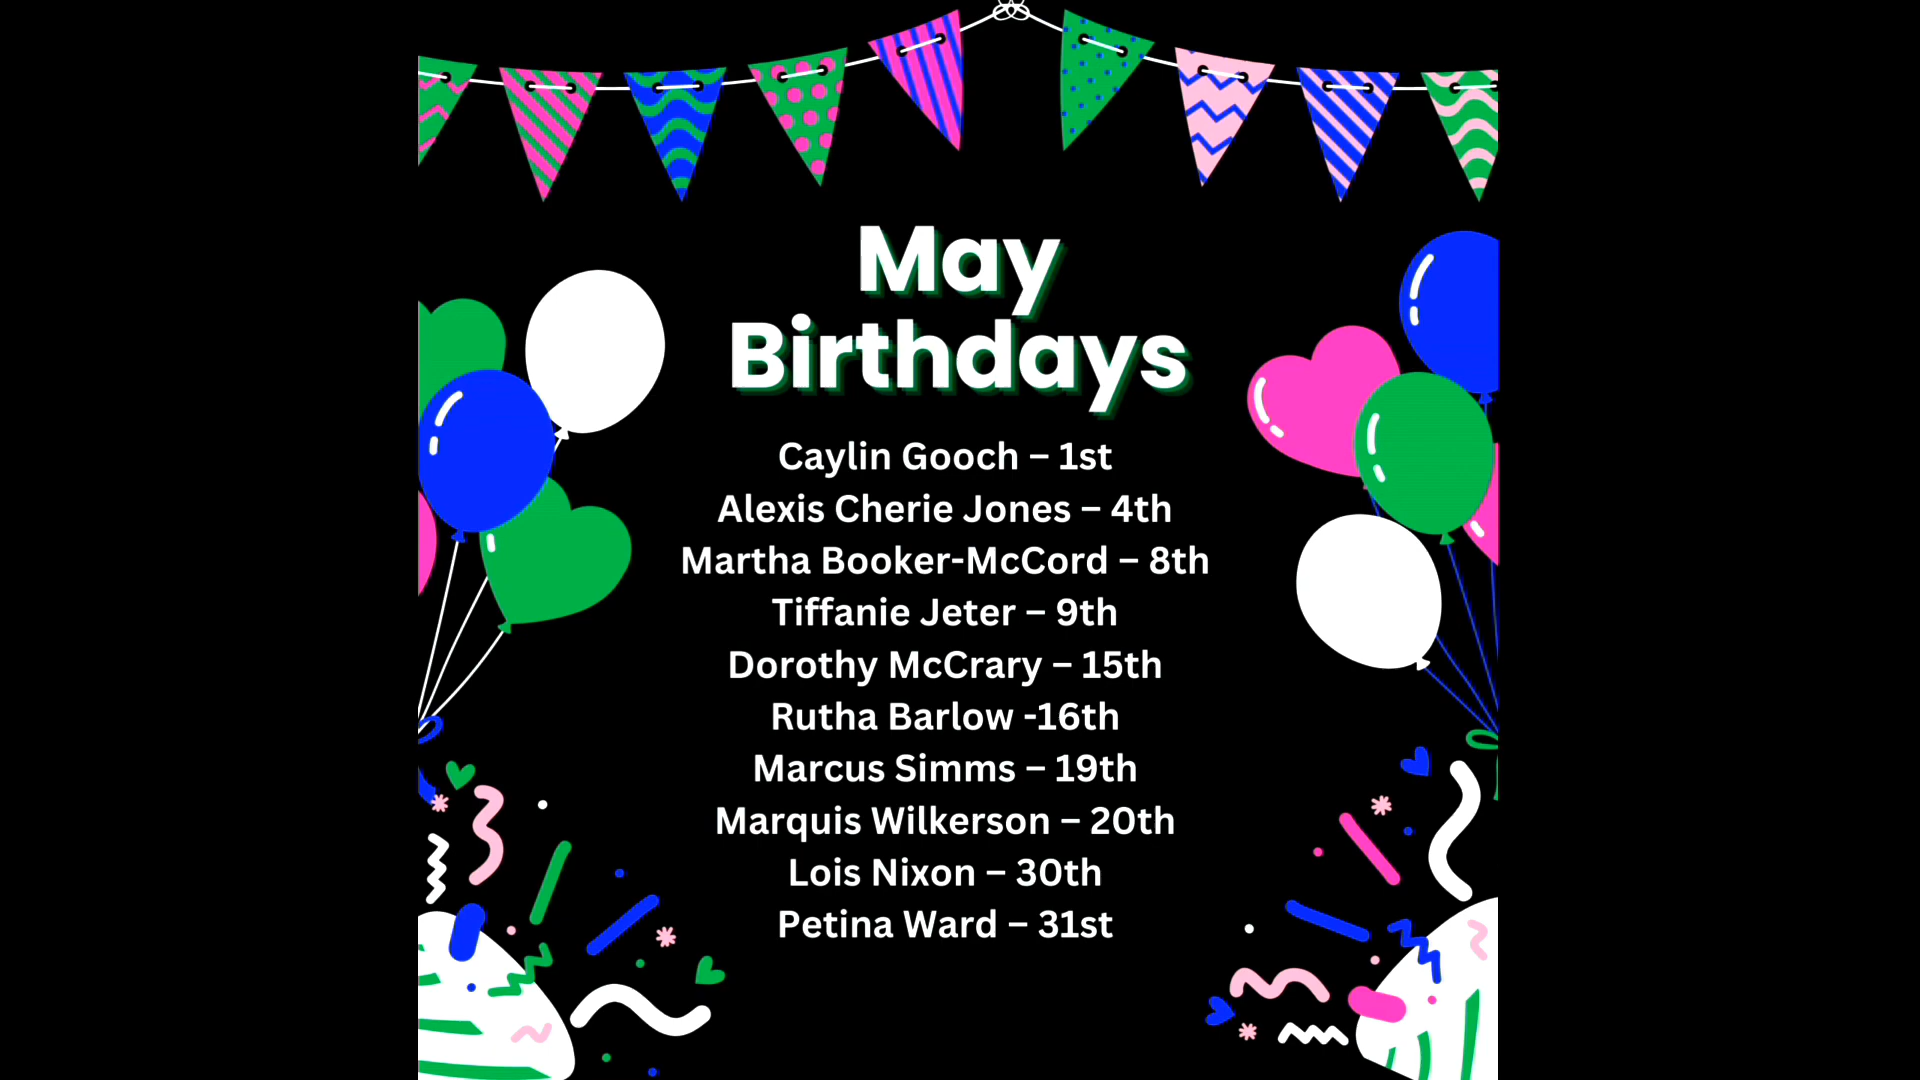 May
Birthdays
Caylin Gooch – 1st
Alexis Cherie Jones – 4th
Martha Booker-McCord – 8th
Tiffanie Jeter – 9th
Dorothy McCrary – 15th
Rutha Barlow -16th
Marcus Simms – 19th
Marquis Wilkerson – 20th
Lois Nixon – 30th
Petina Ward – 31st